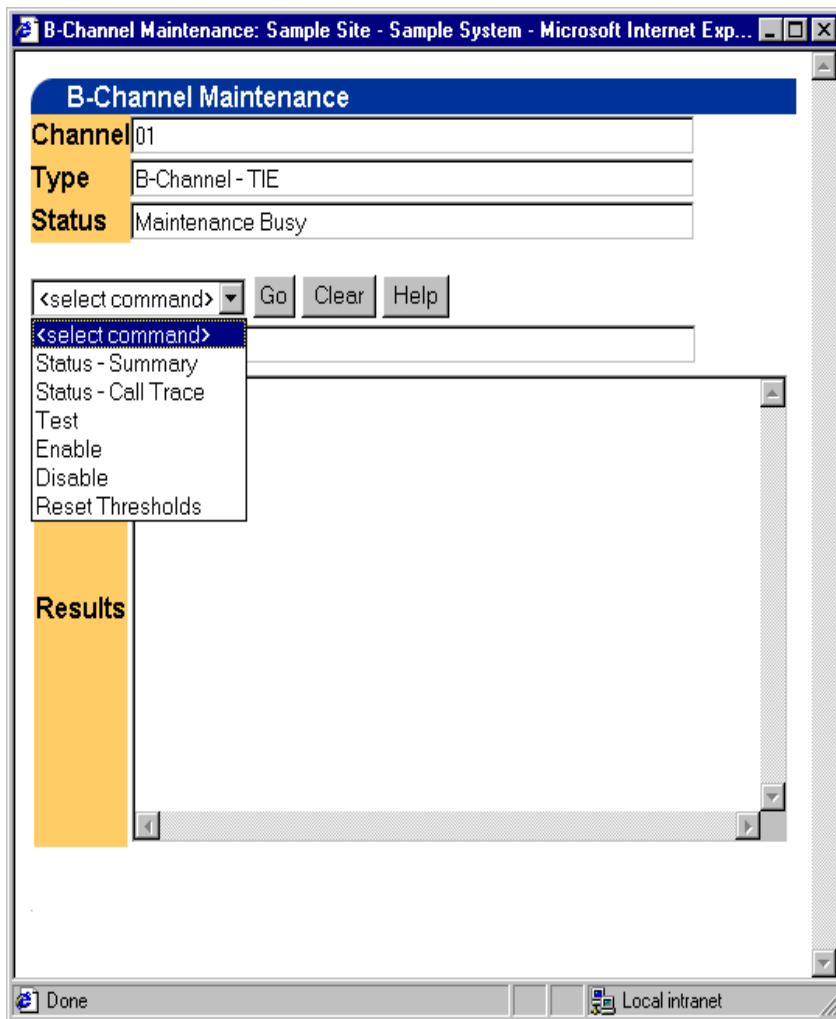 B-Channel Maintenance: Sample Site - Sample System - Microsoft Internet Exp...
B-Channel Maintenance
Channel 01
Type B-Channel - TIE
Status Maintenance Busy
<select command> Go Clear Help
<select command>
Status - Summary
Status - Call Trace
Test
Enable
Disable
Reset Thresholds
Results
Done Local intranet